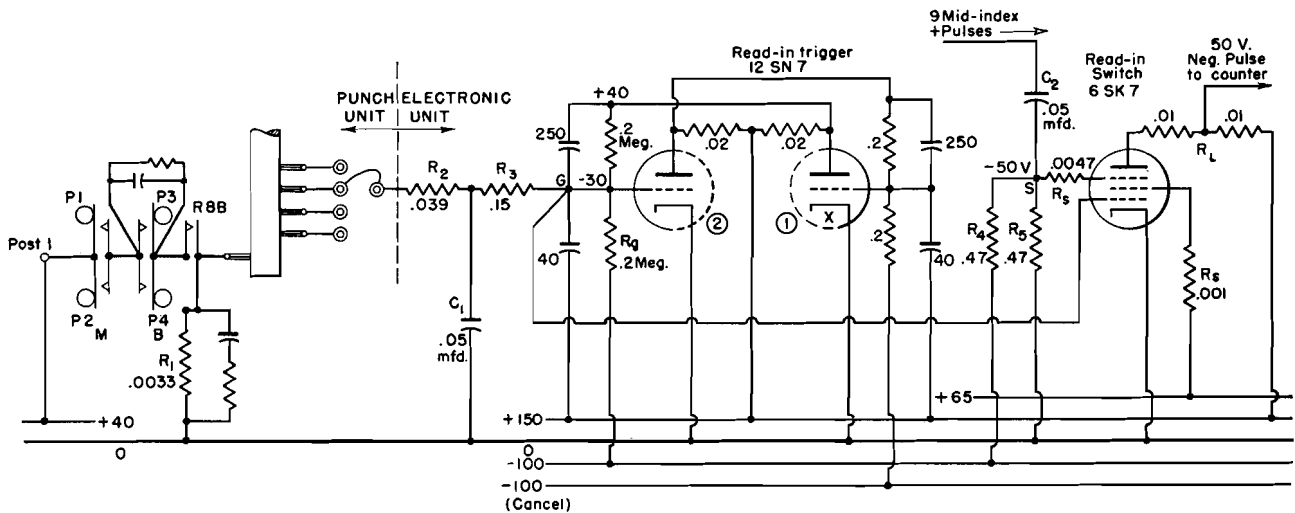 9 Mid-index
+Pulses
Read-in trigger
12 SN 7
Read-in
Switch
6 SK 7
50 V.
Neg. Pulse
to counter
PUNCH
UNIT
ELECTRONIC
UNIT
+40
C2
.05
mfd.
.01
.01
RL
250
.2
Meg.
.02
.02
.2
250
P1
P3
R8B
Post 1
P2
M
P4
B
R2
.039
R3
.15
G
-30
2
1
X
-50 V
S
.0047
Rs
40
Rg
.2 Meg.
.2
40
R4
.47
R5
.47
Rs
.001
C1
.05
mfd.
R1
.0033
+65
+40
+150
0
0
-100
-100
(Cancel)